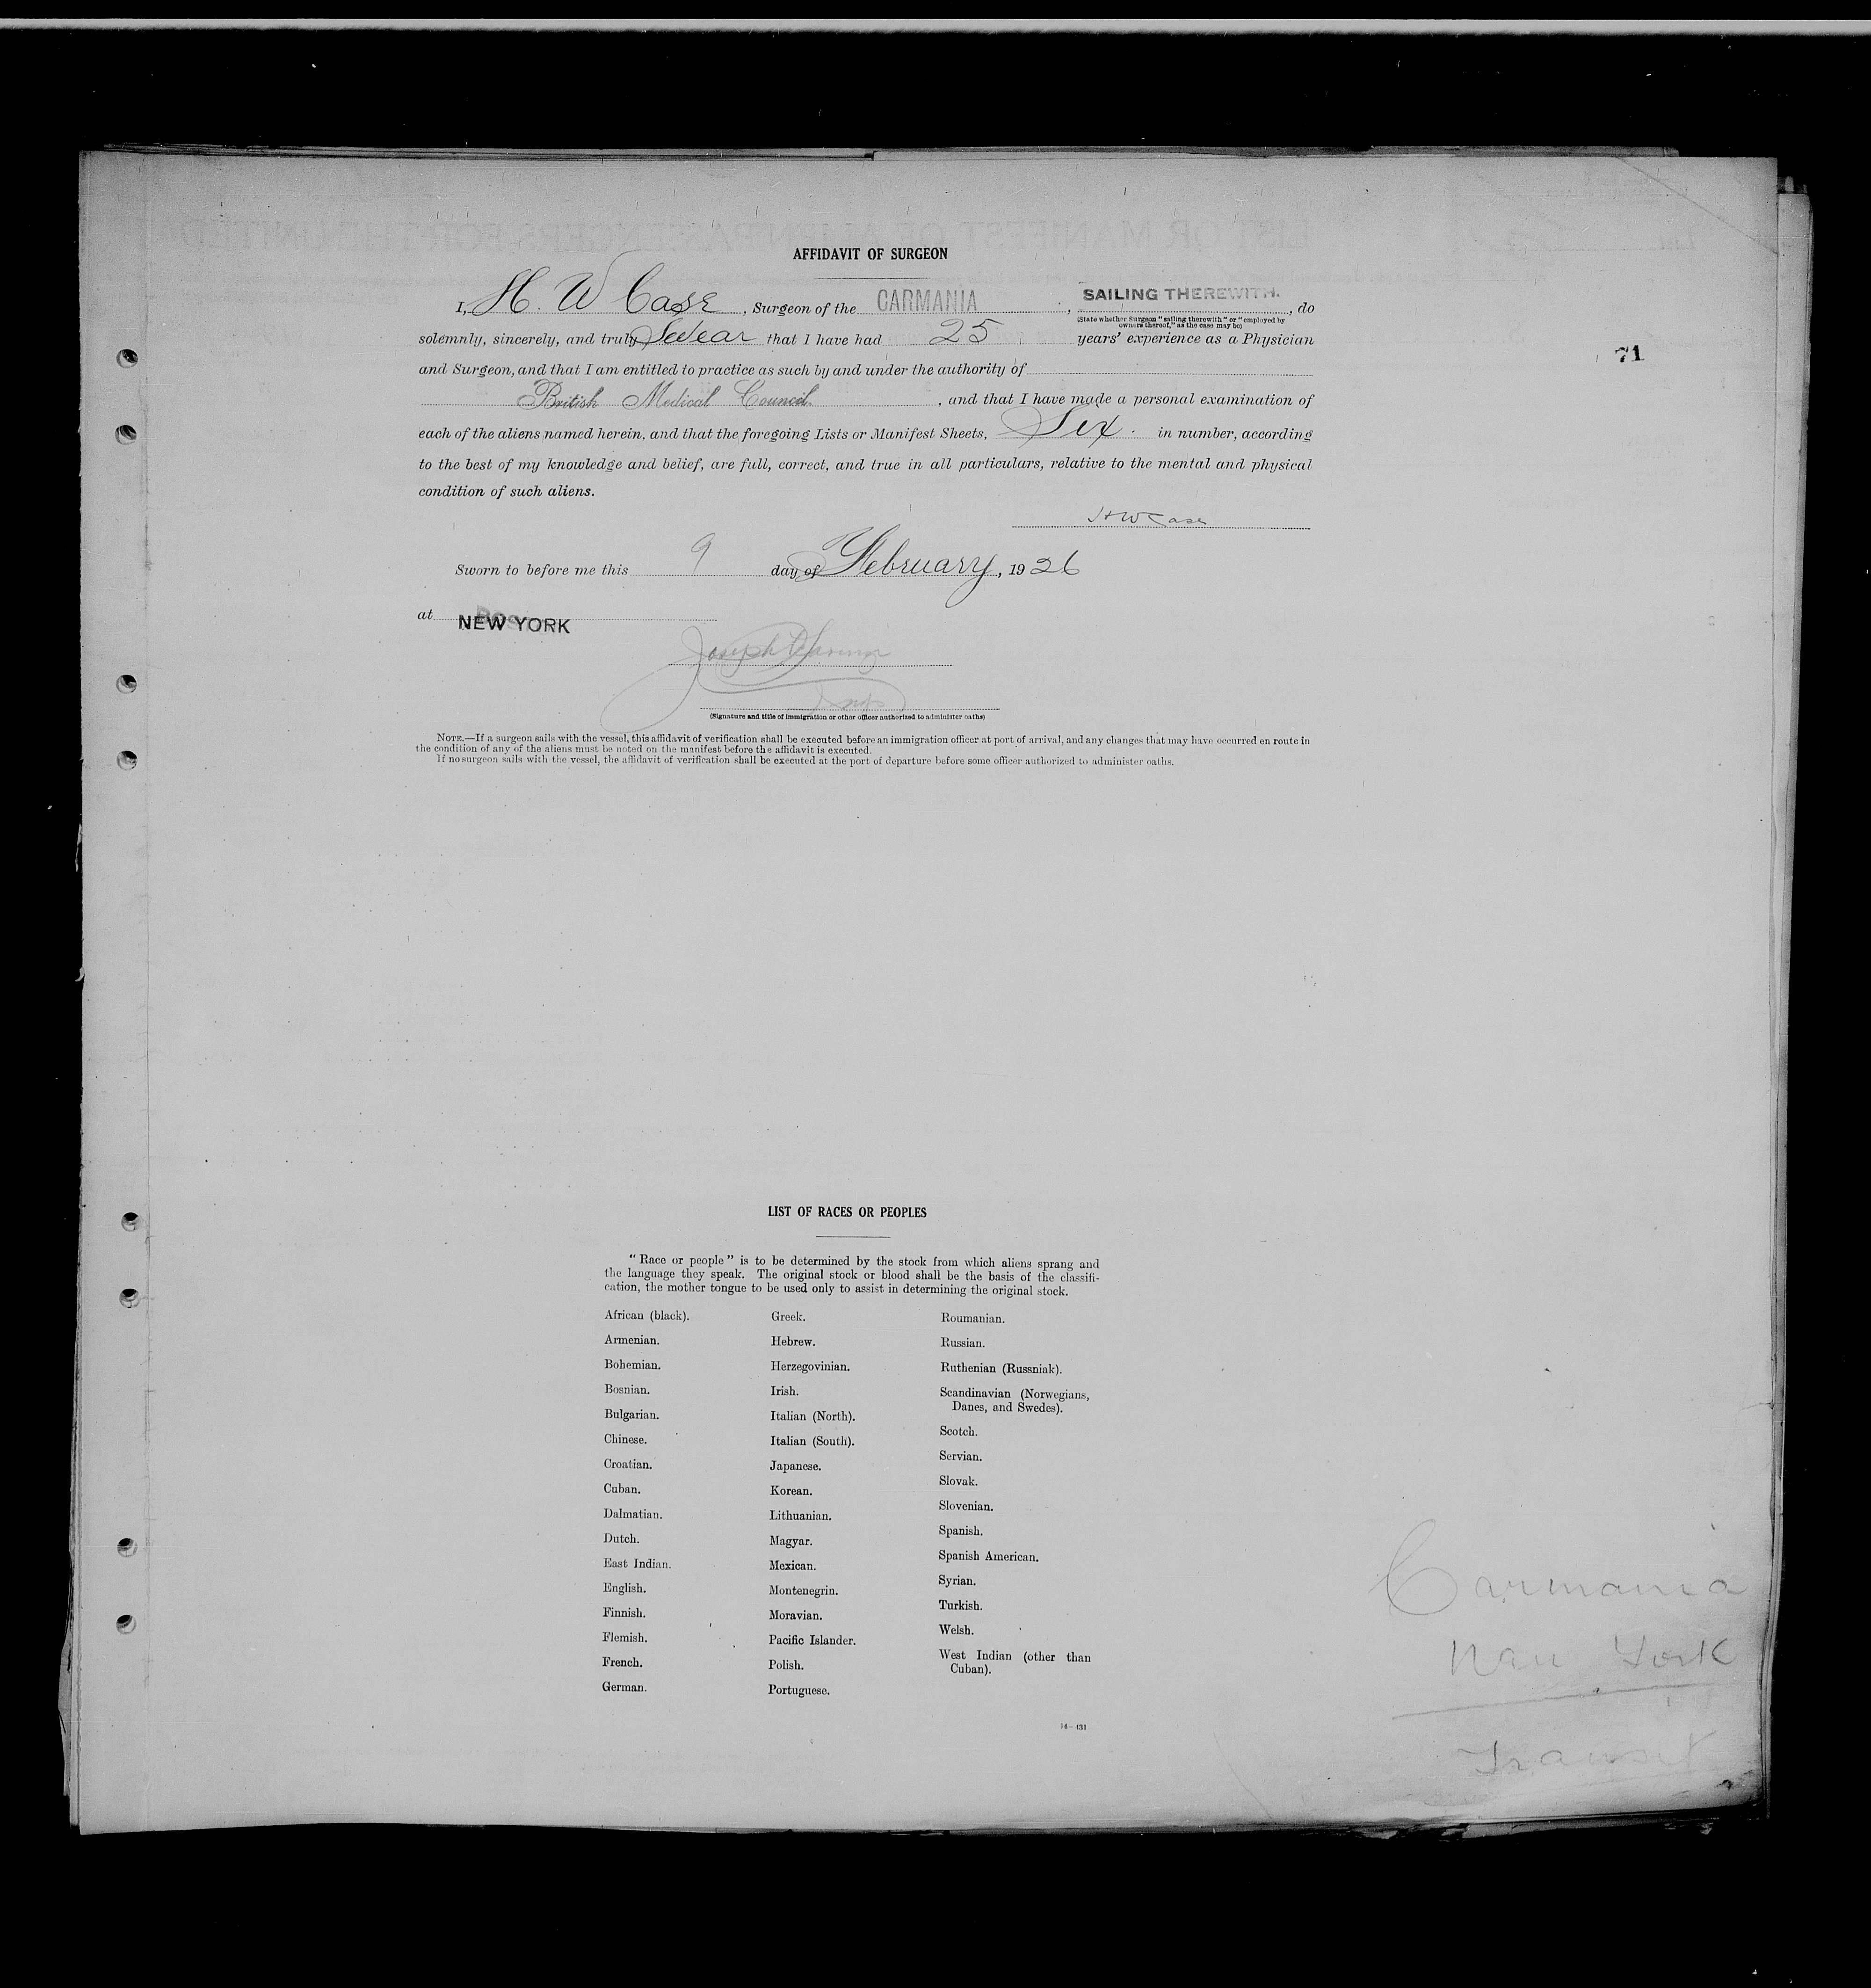 AFFIDAVIT OF SURGEON
I, H. W Case, Surgeon of the CARMANIA, SAILING THEREWITH., do
(State whether Surgeon "sailing therewith" or "employed by
owners thereof," as the case may be)
solemnly, sincerely, and truly Swear that I have had 25 years' experience as a Physician
71
and Surgeon, and that I am entitled to practice as such by and under the authority of
British Medical Council, and that I have made a personal examination of
each of the aliens named herein, and that the foregoing Lists or Manifest Sheets, Six in number, according
to the best of my knowledge and belief, are full, correct, and true in all particulars, relative to the mental and physical
condition of such aliens.
HW Case
Sworn to before me this 9 day of February, 1926
at NEW YORK
Joseph
(Signature and title of immigration or other officer authorized to administer oaths)
NOTE.—If a surgeon sails with the vessel, this affidavit of verification shall be executed before an immigration officer at port of arrival, and any changes that may have occurred en route in
the condition of any of the aliens must be noted on the manifest before the affidavit is executed.
If no surgeon sails with the vessel, the affidavit of verification shall be executed at the port of departure before some officer authorized to administer oaths.
LIST OF RACES OR PEOPLES
"Race or people" is to be determined by the stock from which aliens sprang and
the language they speak. The original stock or blood shall be the basis of the classifi-
cation, the mother tongue to be used only to assist in determining the original stock.
African (black).
Armenian.
Bohemian.
Bosnian.
Bulgarian.
Chinese.
Croatian.
Cuban.
Dalmatian.
Dutch.
East Indian.
English.
Finnish.
Flemish.
French.
German.
Greek.
Hebrew.
Herzegovinian.
Irish.
Italian (North).
Italian (South).
Japanese.
Korean.
Lithuanian.
Magyar.
Mexican.
Montenegrin.
Moravian.
Pacific Islander.
Polish.
Portuguese.
Roumanian.
Russian.
Ruthenian (Russniak).
Scandinavian (Norwegians,
Danes, and Swedes).
Scotch.
Servian.
Slovak.
Slovenian.
Spanish.
Spanish American.
Syrian.
Turkish.
Welsh.
West Indian (other than
Cuban).
14—431
Carmania
New York
Transit